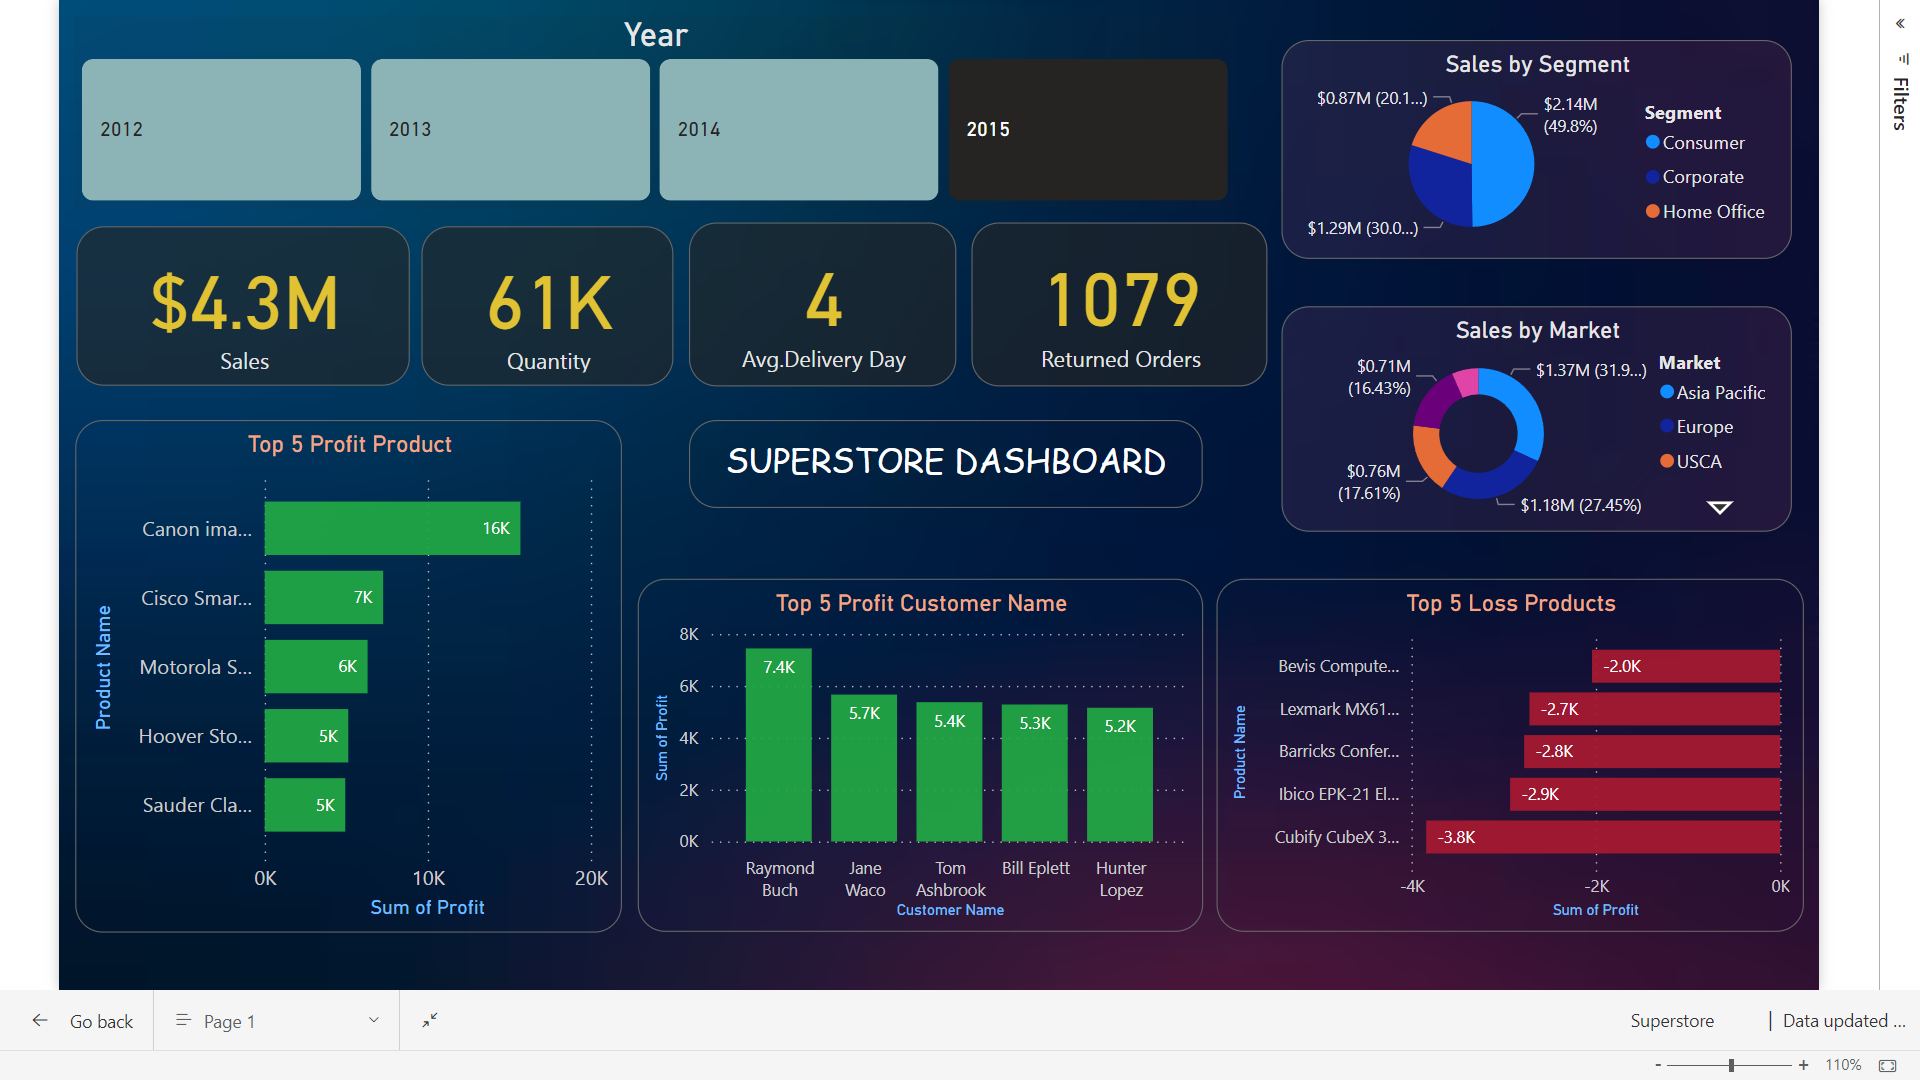 Year
2012
2013
2014
2015
$4.3M
Sales
61K
Quantity
4
Avg.Delivery Day
1079
Returned Orders
Sales by Segment
$0.87M (20.1...)
$2.14M
(49.8%)
$1.29M (30.0...)
Segment
Consumer
Corporate
Home Office
Sales by Market
$0.71M
(16.43%)
$1.37M (31.9...)
$0.76M
(17.61%)
$1.18M (27.45%)
Market
Asia Pacific
Europe
USCA
SUPERSTORE DASHBOARD
Top 5 Profit Product
Product Name
Canon ima...
16K
Cisco Smar...
7K
Motorola S...
6K
Hoover Sto...
5K
Sauder Cla...
5K
0K
10K
20K
Sum of Profit
Top 5 Profit Customer Name
Sum of Profit
8K
6K
4K
2K
0K
7.4K
5.7K
5.4K
5.3K
5.2K
Raymond
Buch
Jane
Waco
Tom
Ashbrook
Bill Eplett
Hunter
Lopez
Customer Name
Top 5 Loss Products
Product Name
Bevis Compute...
-2.0K
Lexmark MX61...
-2.7K
Barricks Confer...
-2.8K
Ibico EPK-21 El...
-2.9K
Cubify CubeX 3...
-3.8K
-4K
-2K
0K
Sum of Profit
Filters
Go back
Page 1
Superstore
| Data updated ...
- + 110%